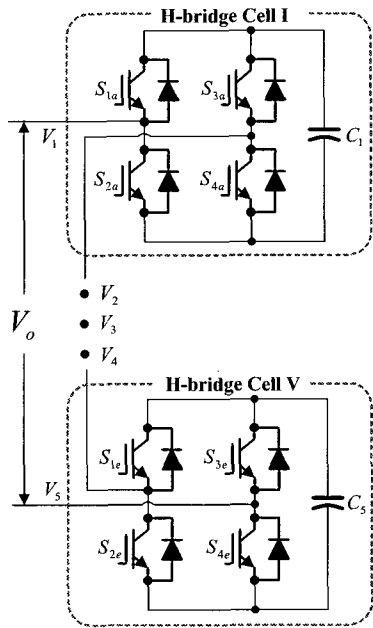 H-bridge Cell I
S1a
S3a
V1
C1
S2a
S4a
V2
V3
Vo
V4
H-bridge Cell V
S1e
S3e
V5
C5
S2e
S4e